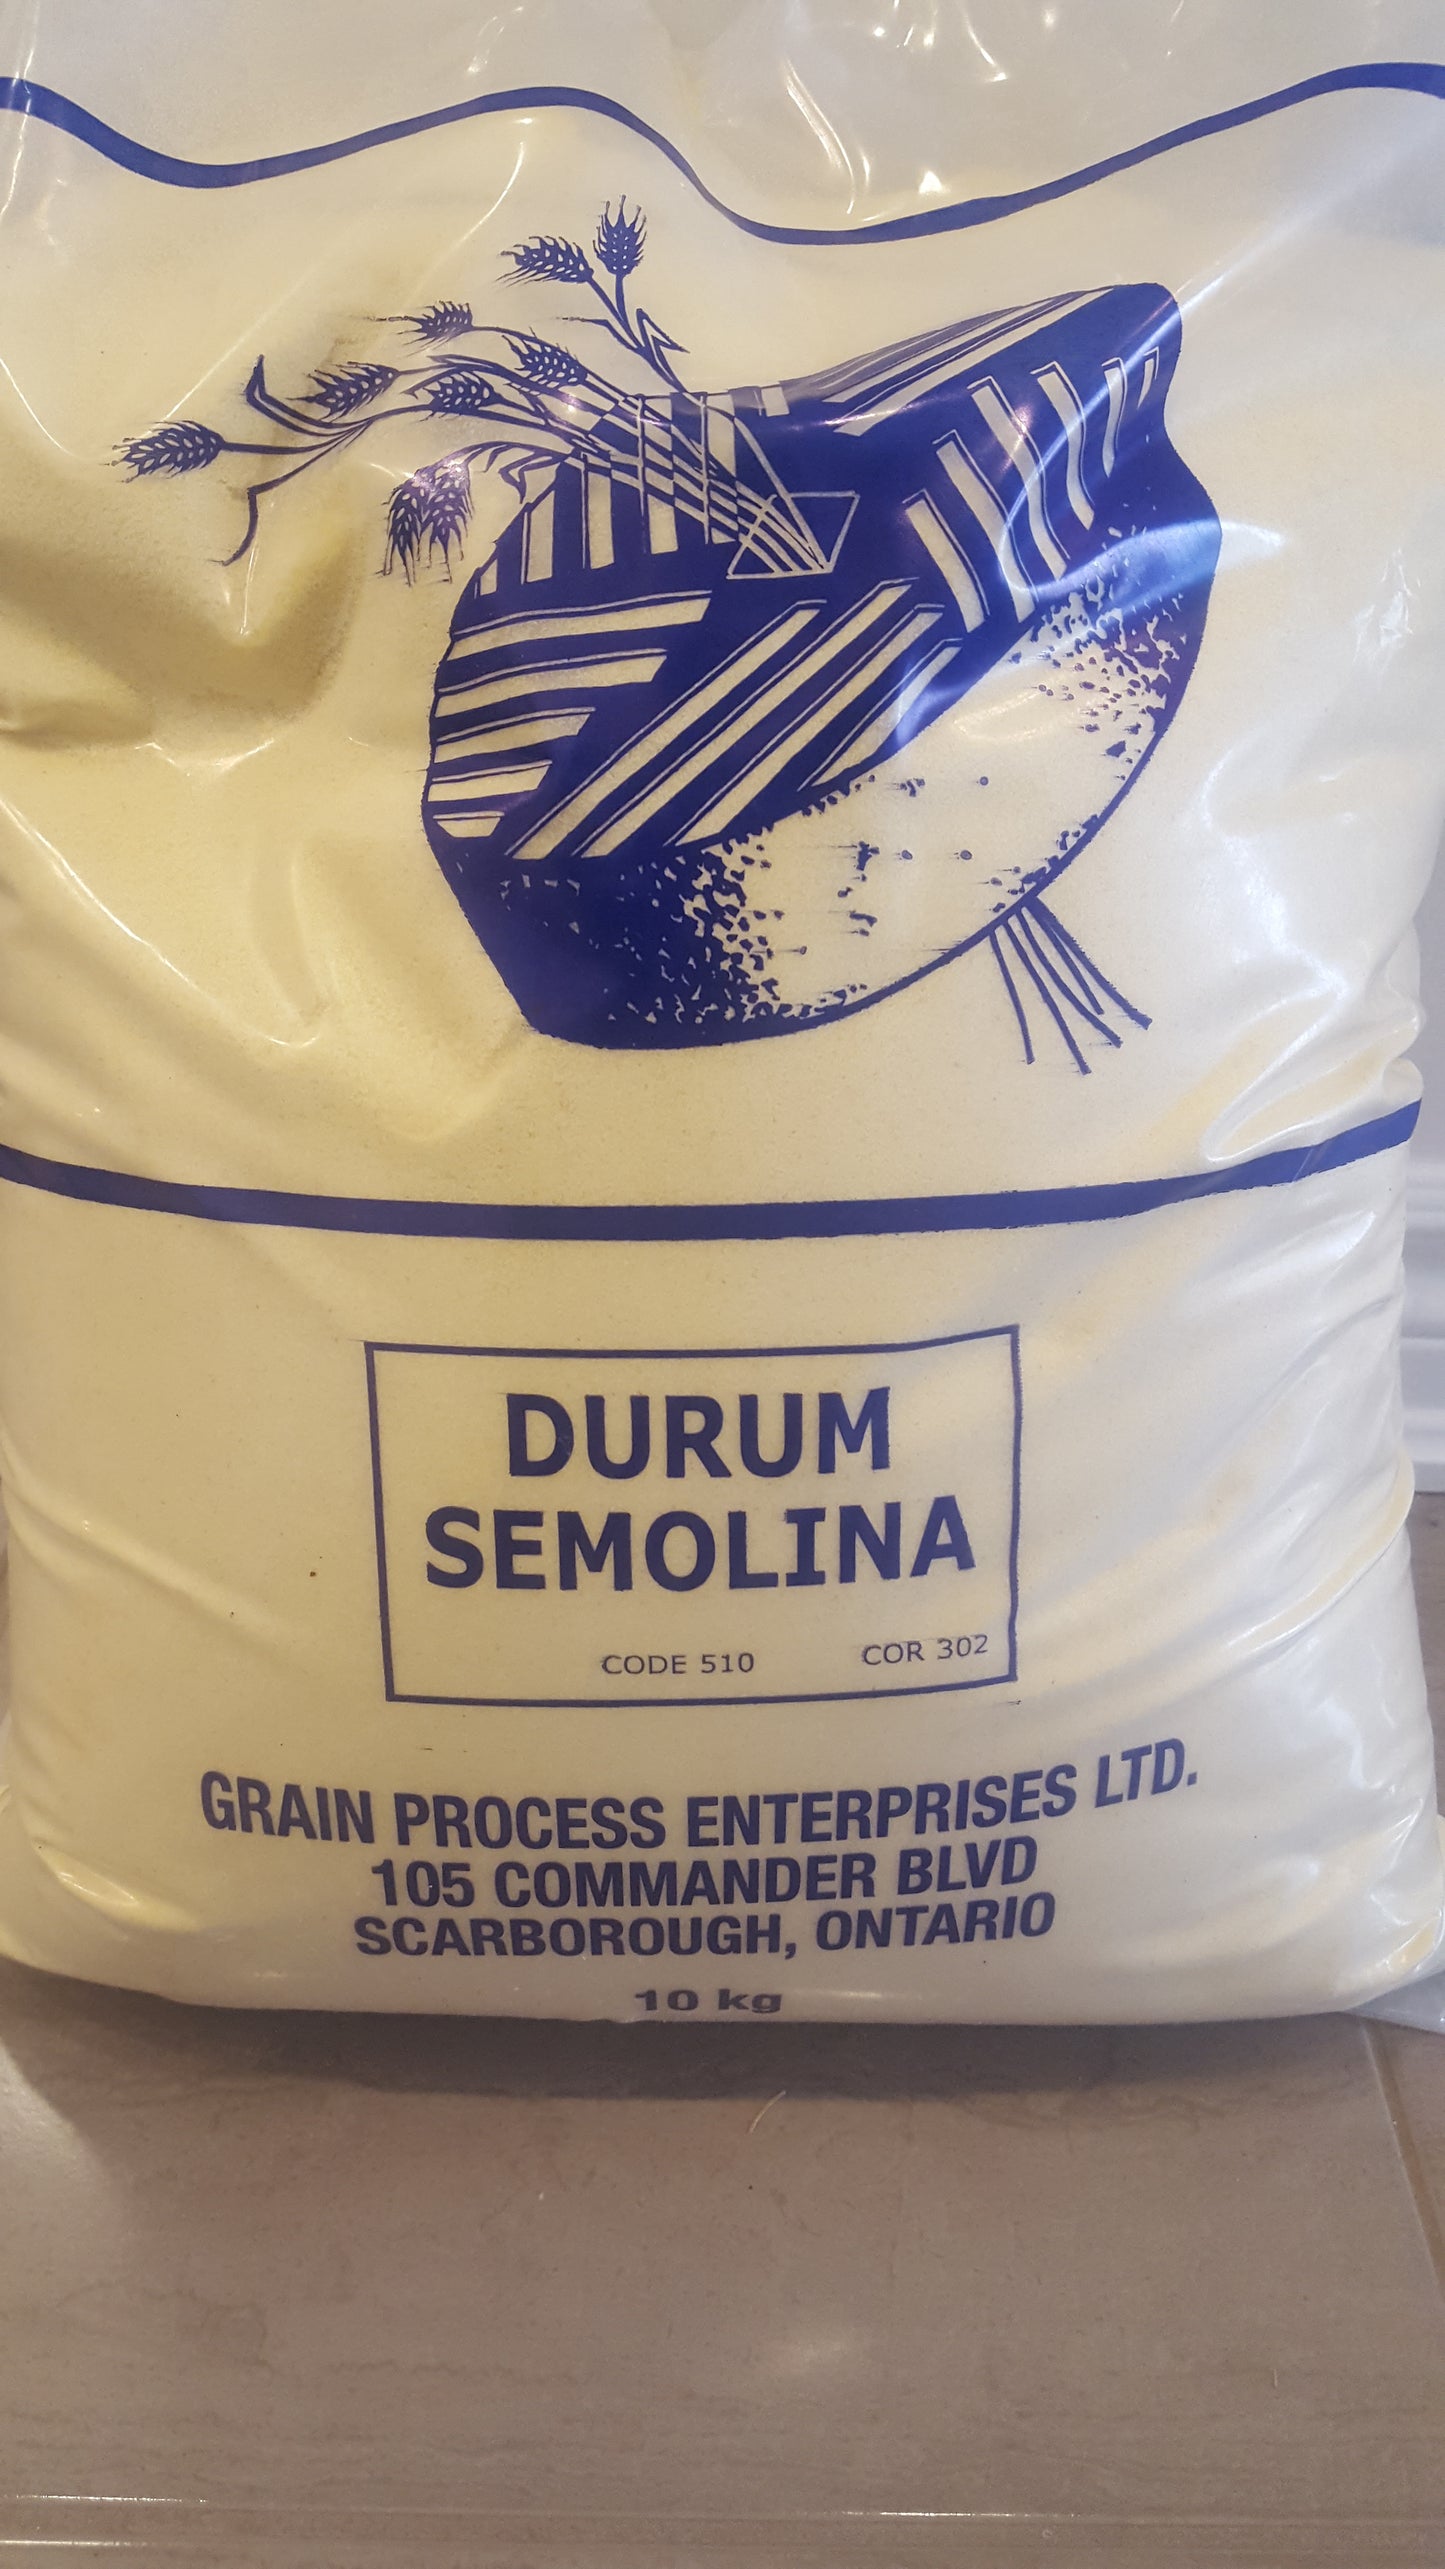 DURUM
SEMOLINA
CODE 510 COR 302
GRAIN PROCESS ENTERPRISES LTD.
105 COMMANDER BLVD
SCARBOROUGH, ONTARIO
10 kg